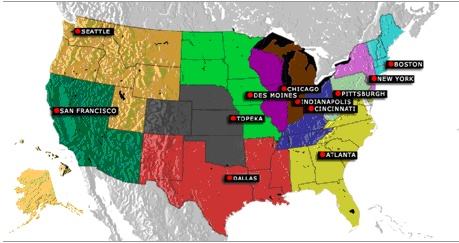 SEATTLE
BOSTON
NEW YORK
CHICAGO
DES MOINES
PITTSBURGH
INDIANAPOLIS
SAN FRANCISCO
CINCINNATI
TOPEKA
ATLANTA
DALLAS